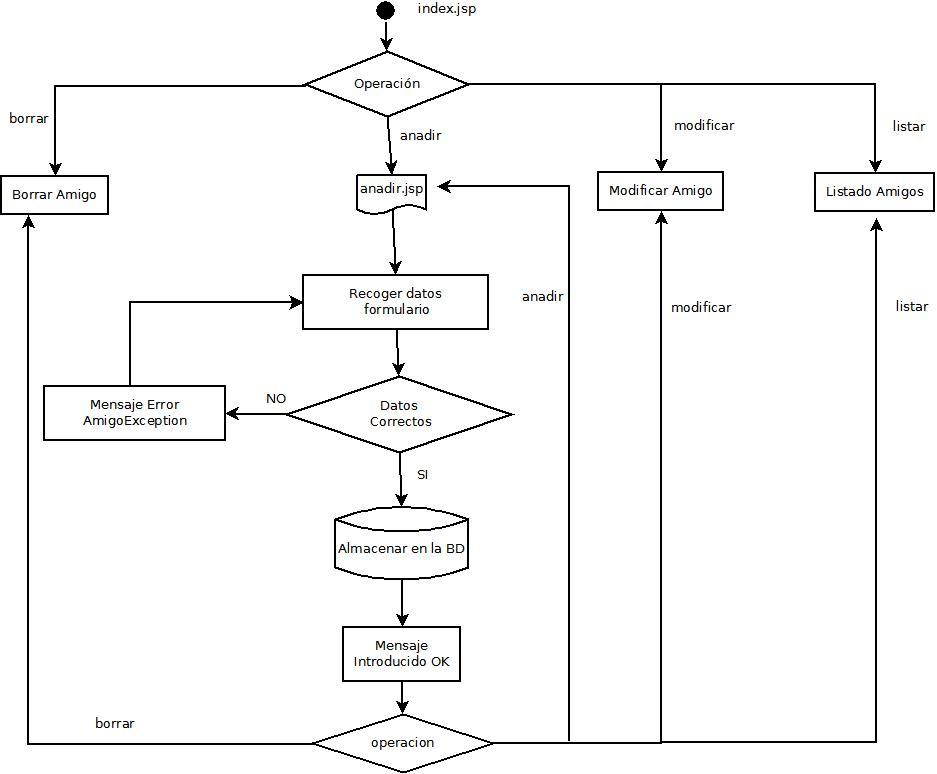 index.jsp
Operación
borrar
anadir
modificar
listar
Borrar Amigo
anadir.jsp
Modificar Amigo
Listado Amigos
Recoger datos
formulario
anadir
modificar
listar
Mensaje Error
AmigoException
NO
Datos
Correctos
SI
Almacenar en la BD
Mensaje
Introducido OK
borrar
operacion